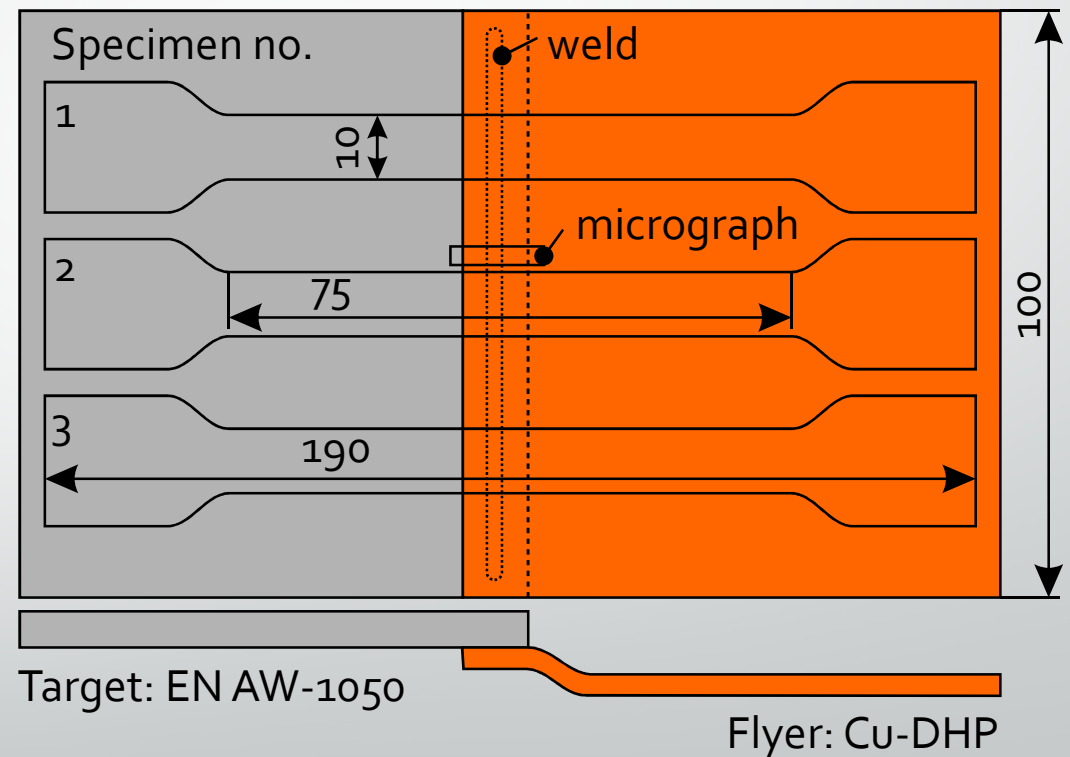 Specimen no.
weld
1
10
micrograph
2
75
100
3
190
Target: EN AW-1050
Flyer: Cu-DHP